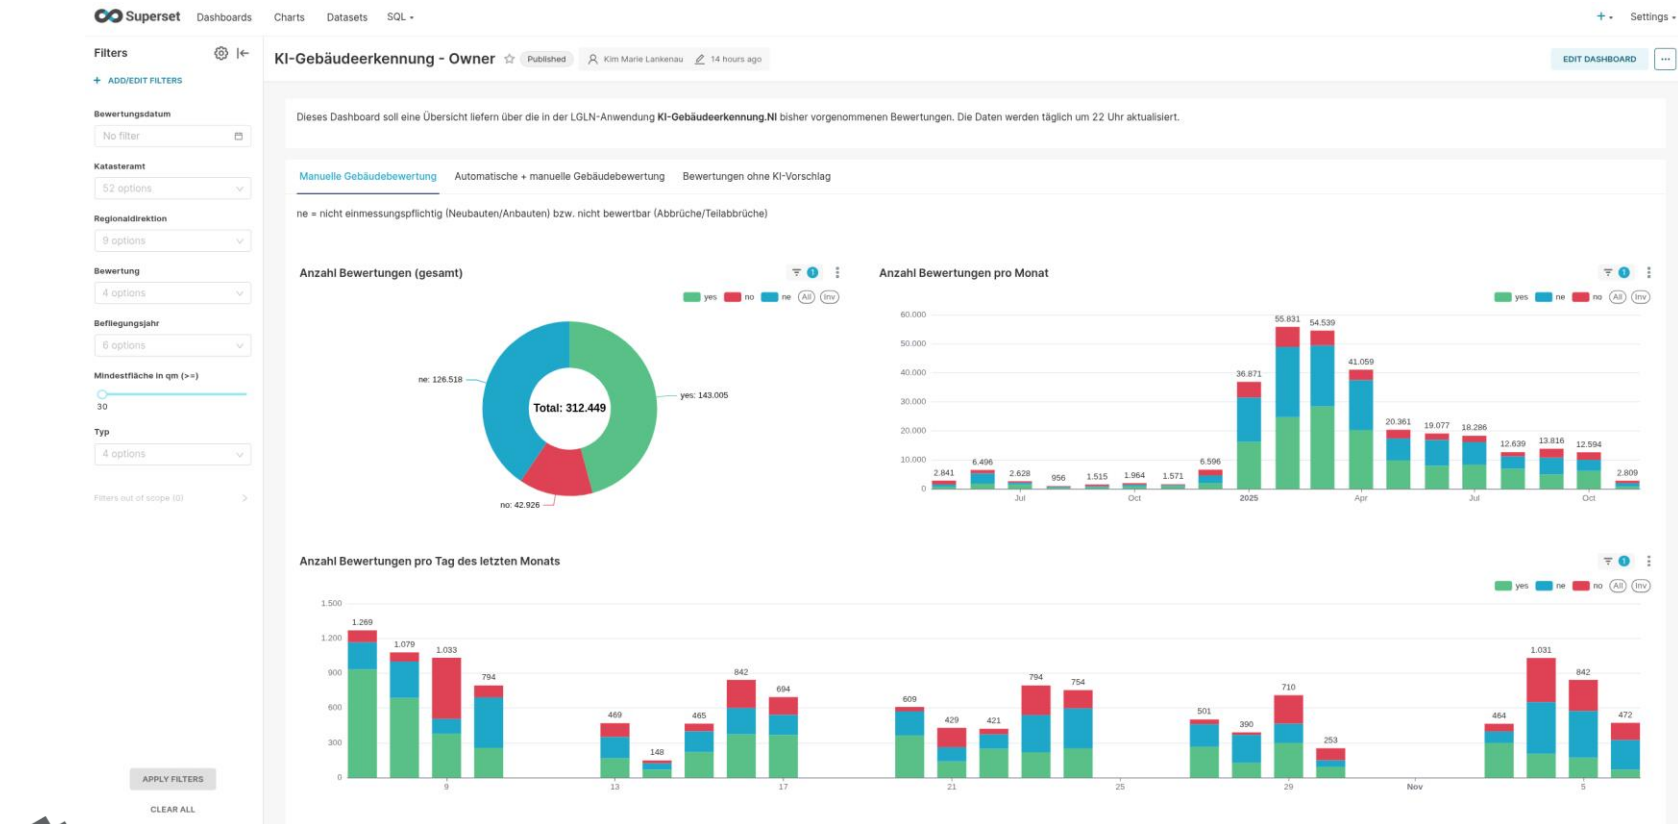 Superset Dashboards Charts Datasets SQL
+ Settings
Filters
+ ADD/EDIT FILTERS
Bewertungsdatum
No filter
Katasteramt
52 options
Regionaldirektion
9 options
Bewertung
4 options
Befliegungsjahr
6 options
Mindestfläche in qm (>=)
30
Typ
4 options
Filters out of scope (0)
APPLY FILTERS
CLEAR ALL
KI-Gebäudeerkennung - Owner Published Kim Marie Lankenau 14 hours ago
EDIT DASHBOARD ...
Dieses Dashboard soll eine Übersicht liefern über die in der LGLN-Anwendung KI-Gebäudeerkennung.NI bisher vorgenommenen Bewertungen. Die Daten werden täglich um 22 Uhr aktualisiert.
Manuelle Gebäudebewertung Automatische + manuelle Gebäudebewertung Bewertungen ohne KI-Vorschlag
ne = nicht einmessungspflichtig (Neubauten/Anbauten) bzw. nicht bewertbar (Abbrüche/Teilabbrüche)
Anzahl Bewertungen (gesamt)
1
yes no ne All Inv
ne: 126.518
yes: 143.005
Total: 312.449
no: 42.926
Anzahl Bewertungen pro Monat
1
yes ne no All Inv
60.000
50.000
40.000
30.000
20.000
10.000
0
2.841 6.496 2.628 956 1.515 1.964 1.571 6.596 36.871 55.831 54.539 41.059 20.361 19.077 18.286 12.639 13.816 12.594 2.809
Jul Oct 2025 Apr Jul Oct
Anzahl Bewertungen pro Tag des letzten Monats
1
yes ne no All Inv
1.500
1.200
900
600
300
0
1.269 1.079 1.033 794 469 148 465 842 694 609 429 421 794 754 501 390 710 253 464 1.031 842 472
9 13 17 21 25 29 Nov 5